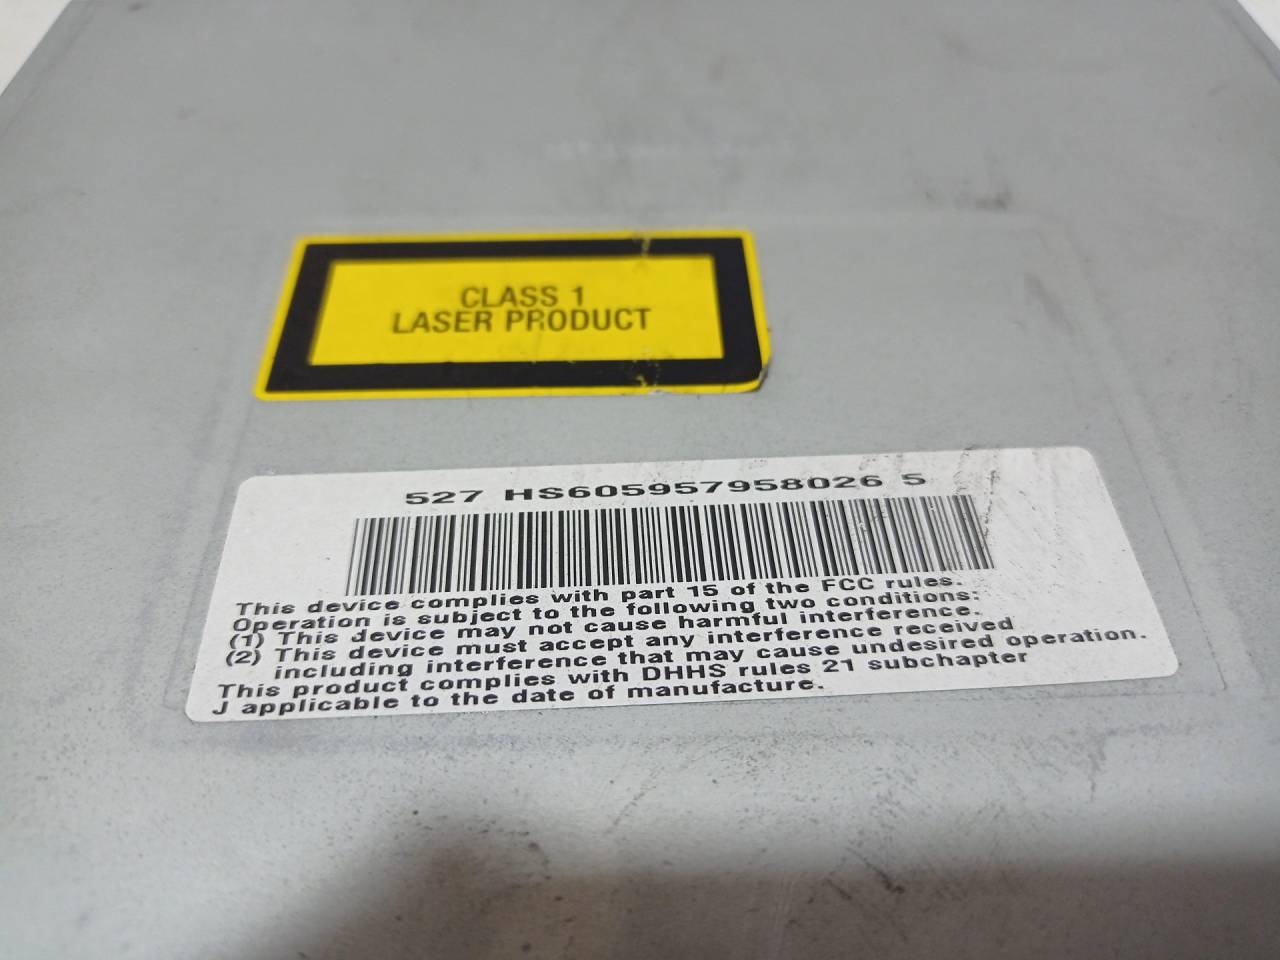 CLASS 1
LASER PRODUCT
527 HS605957958026 5
This device complies with part 15 of the FCC rules.
Operation is subject to the following two conditions:
(1) This device may not cause harmful interference.
(2) This device must accept any interference received
including interference that may cause undesired operation.
This product complies with DHHS rules 21 subchapter
J applicable to the date of manufacture.